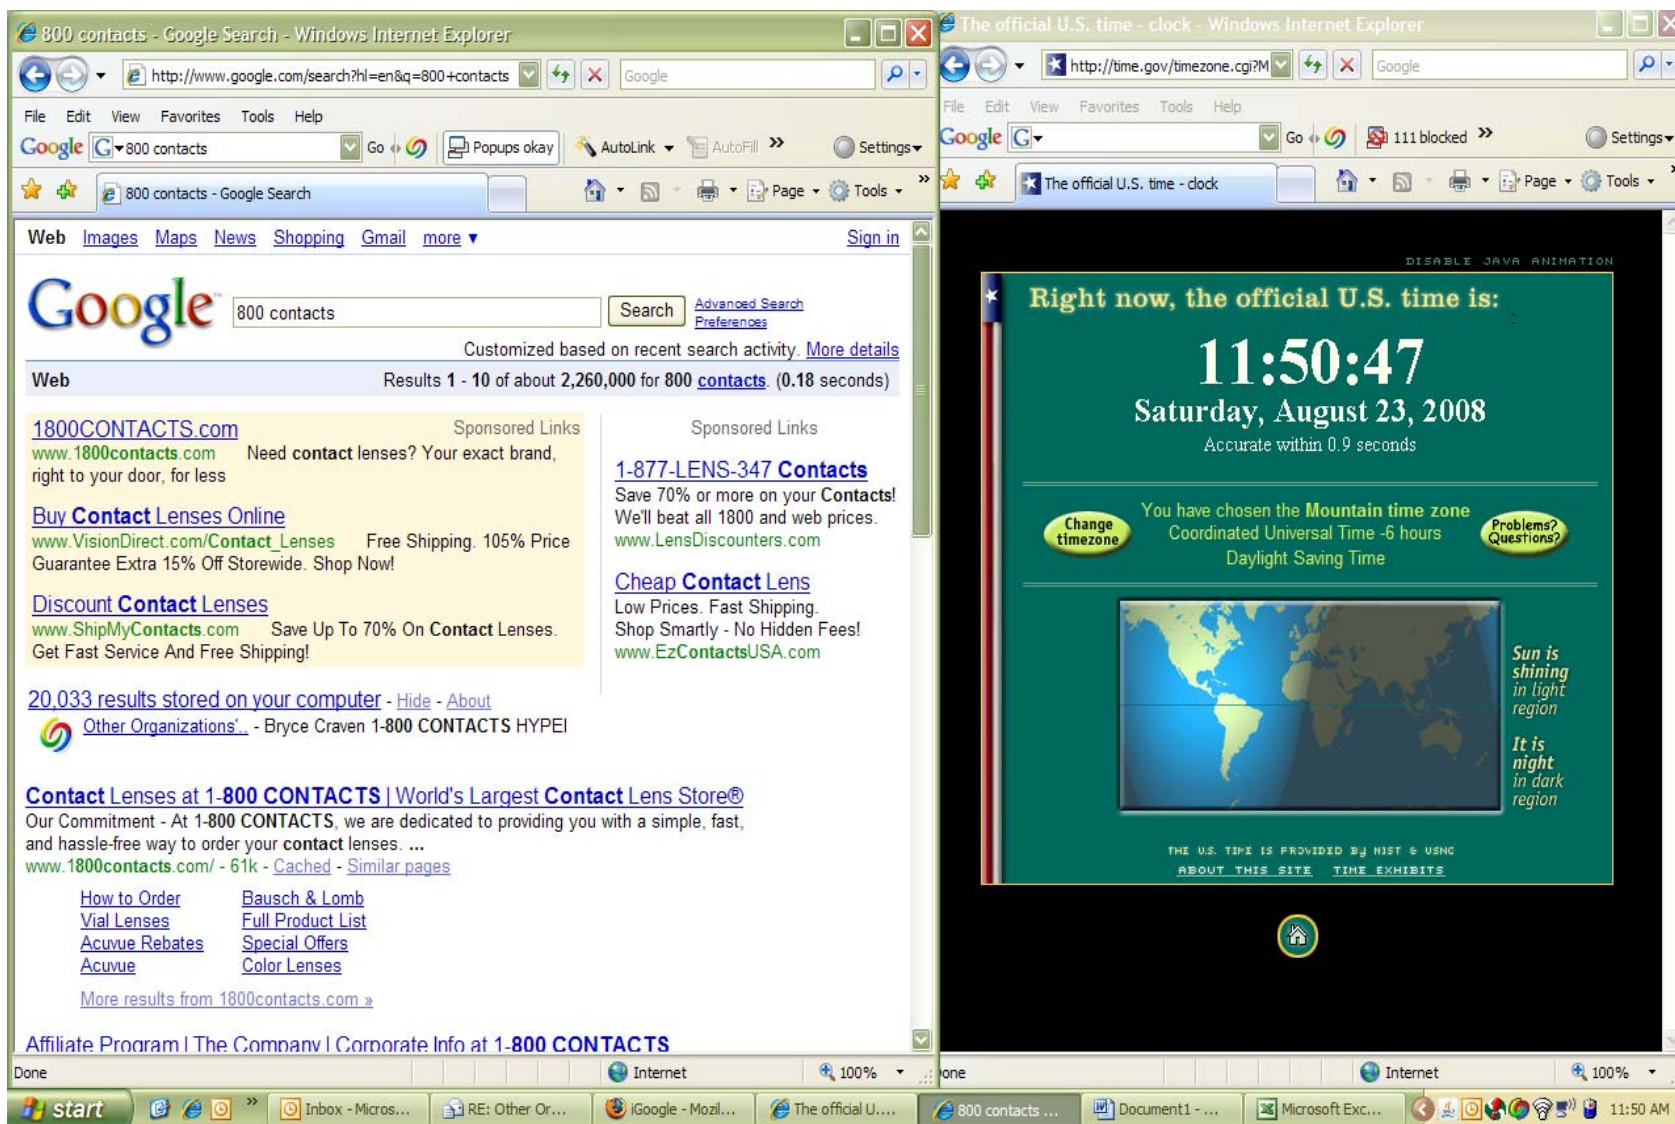 800 contacts - Google Search - Windows Internet Explorer
http://www.google.com/search?hl=en&q=800+contacts
Google
File Edit View Favorites Tools Help
Google G 800 contacts Go Popups okay AutoLink AutoFill » Settings
800 contacts - Google Search Page Tools »
Web Images Maps News Shopping Gmail more ▼ Sign in
Google™ 800 contacts Search Advanced Search
Preferences
Customized based on recent search activity. More details
Web Results 1 - 10 of about 2,260,000 for 800 contacts. (0.18 seconds)
1800CONTACTS.com Sponsored Links
www.1800contacts.com Need contact lenses? Your exact brand,
right to your door, for less
Buy Contact Lenses Online
www.VisionDirect.com/Contact_Lenses Free Shipping. 105% Price
Guarantee Extra 15% Off Storewide. Shop Now!
Discount Contact Lenses
www.ShipMyContacts.com Save Up To 70% On Contact Lenses.
Get Fast Service And Free Shipping!
Sponsored Links
1-877-LENS-347 Contacts
Save 70% or more on your Contacts!
We'll beat all 1800 and web prices.
www.LensDiscounters.com
Cheap Contact Lens
Low Prices. Fast Shipping.
Shop Smartly - No Hidden Fees!
www.EzContactsUSA.com
20,033 results stored on your computer - Hide - About
Other Organizations'.. - Bryce Craven 1-800 CONTACTS HYPEI
Contact Lenses at 1-800 CONTACTS | World's Largest Contact Lens Store®
Our Commitment - At 1-800 CONTACTS, we are dedicated to providing you with a simple, fast,
and hassle-free way to order your contact lenses. ...
www.1800contacts.com/ - 61k - Cached - Similar pages
How to Order Bausch & Lomb
Vial Lenses Full Product List
Acuvue Rebates Special Offers
Acuvue Color Lenses
More results from 1800contacts.com »
Affiliate Program | The Company | Corporate Info at 1-800 CONTACTS
Done Internet 100%
The official U.S. time - clock - Windows Internet Explorer
http://time.gov/timezone.cgi?M
Google
File Edit View Favorites Tools Help
Google G Go 111 blocked » Settings
The official U.S. time - clock Page Tools
DISABLE JAVA ANIMATION
Right now, the official U.S. time is:
11:50:47
Saturday, August 23, 2008
Accurate within 0.9 seconds
Change
timezone
You have chosen the Mountain time zone
Coordinated Universal Time -6 hours
Daylight Saving Time
Problems?
Questions?
Sun is
shining
in light
region
It is
night
in dark
region
THE U.S. TIME IS PROVIDED By NIST & USNO
ABOUT THIS SITE TIME EXHIBITS
one Internet 100%
start » Inbox - Micros... RE: Other Or... iGoogle - Mozil... The official U.... 800 contacts ... Document1 - ... Microsoft Exc... 11:50 AM